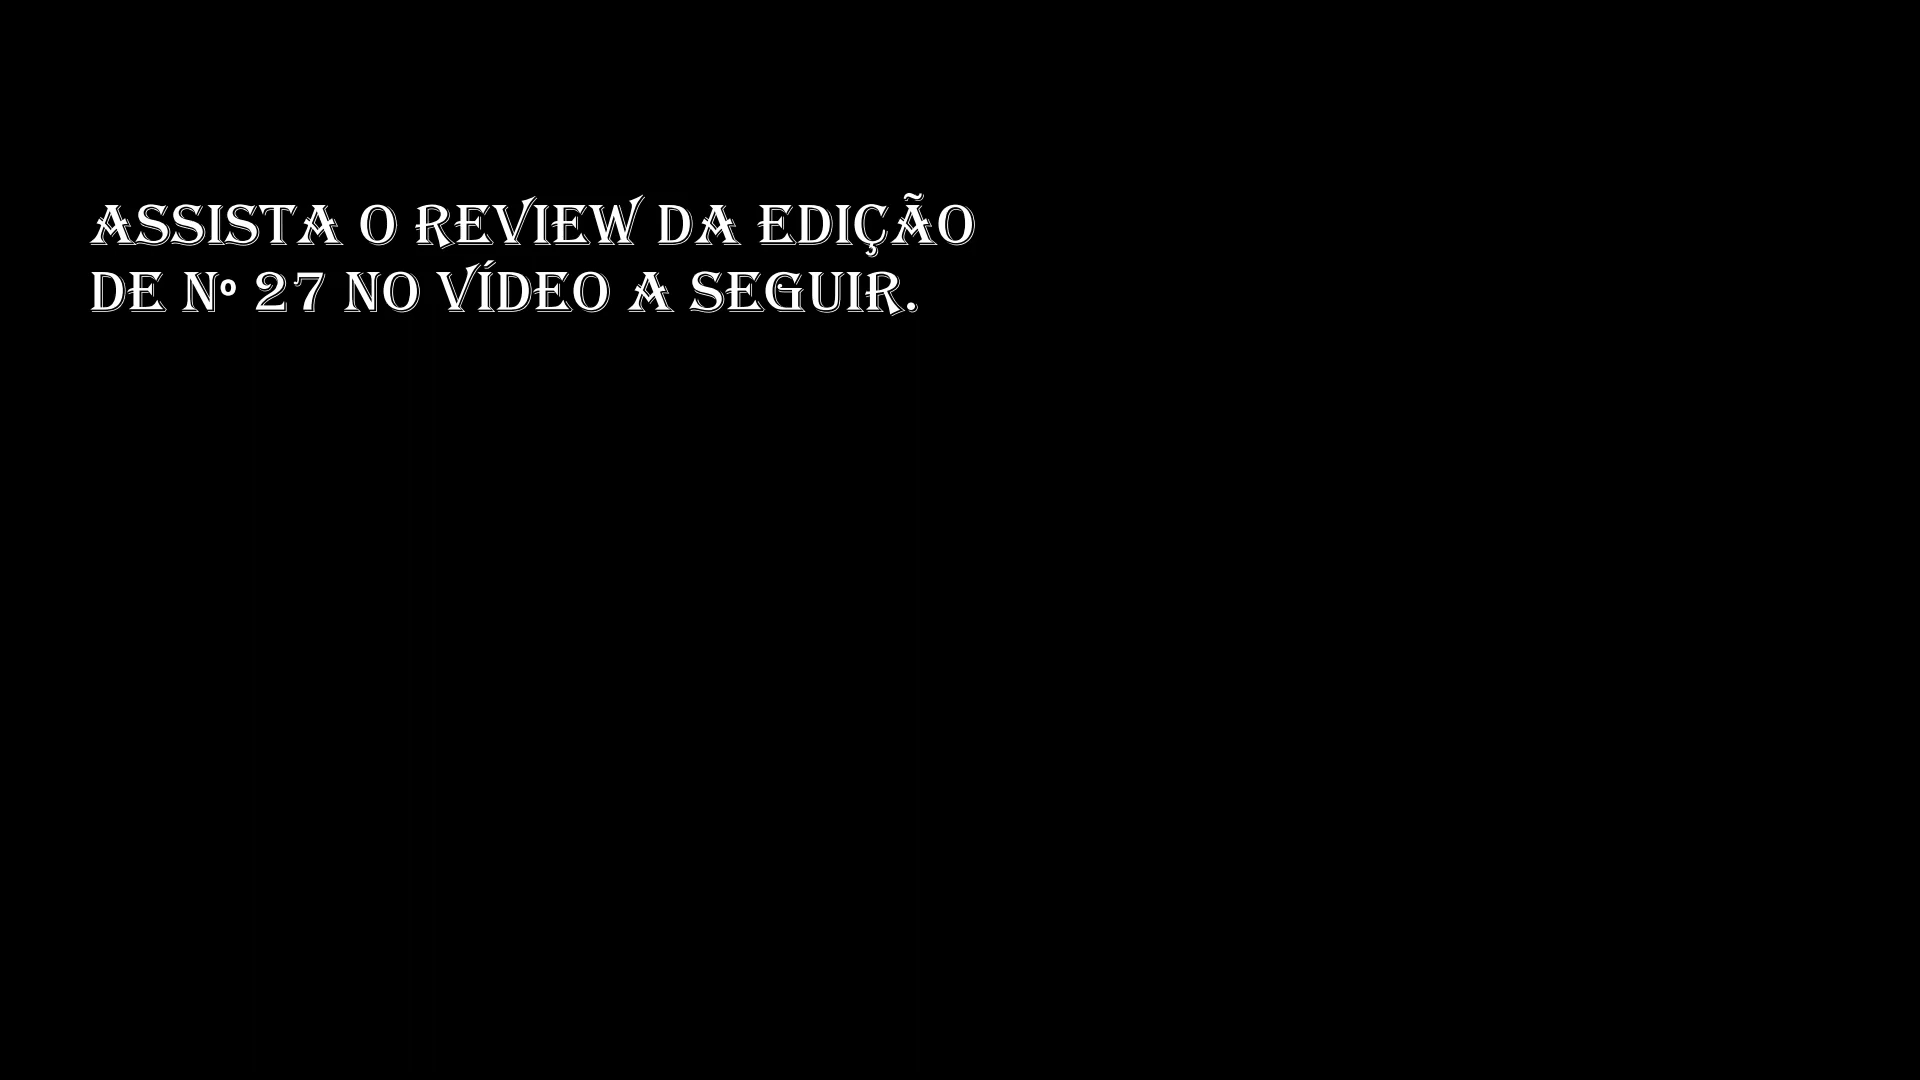 ASSISTA O REVIEW DA EDIÇÃO
DE Nº 27 NO VÍDEO A SEGUIR.